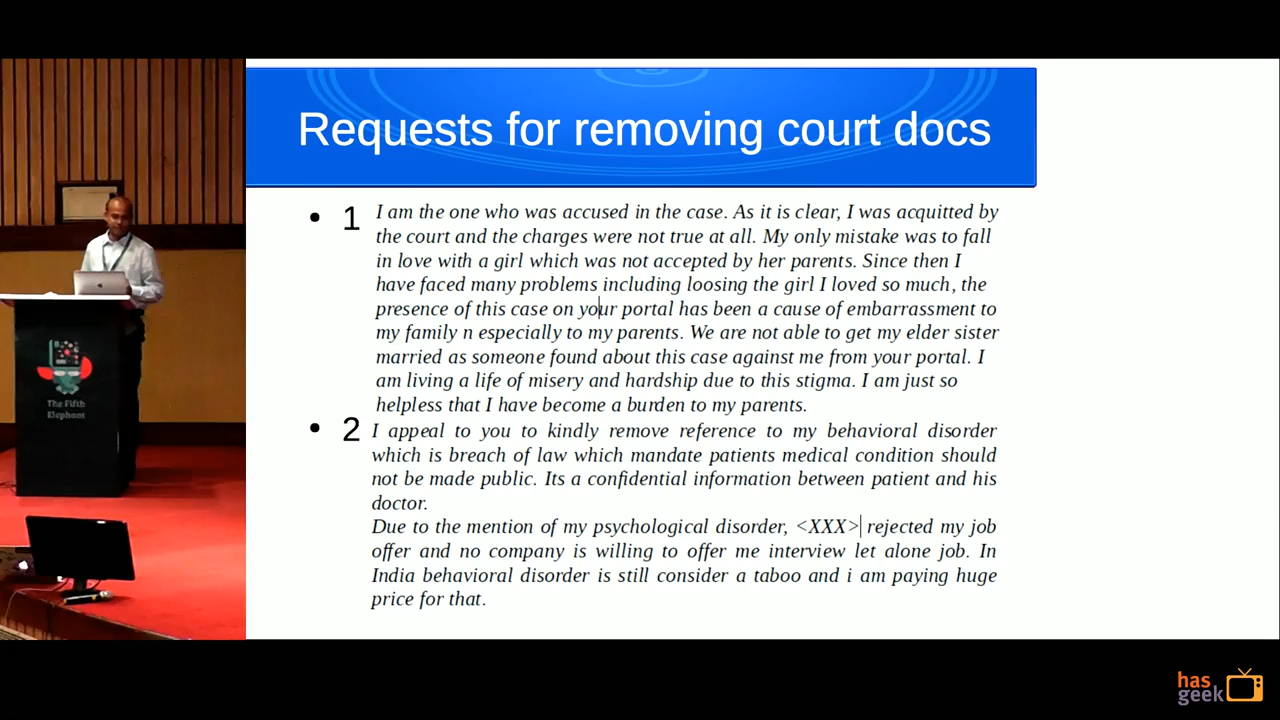 Requests for removing court docs
• 1 I am the one who was accused in the case. As it is clear, I was acquitted by
the court and the charges were not true at all. My only mistake was to fall
in love with a girl which was not accepted by her parents. Since then I
have faced many problems including loosing the girl I loved so much, the
presence of this case on your portal has been a cause of embarrassment to
my family n especially to my parents. We are not able to get my elder sister
married as someone found about this case against me from your portal. I
am living a life of misery and hardship due to this stigma. I am just so
helpless that I have become a burden to my parents.
• 2 I appeal to you to kindly remove reference to my behavioral disorder
which is breach of law which mandate patients medical condition should
not be made public. Its a confidential information between patient and his
doctor.
Due to the mention of my psychological disorder, <XXX> rejected my job
offer and no company is willing to offer me interview let alone job. In
India behavioral disorder is still consider a taboo and i am paying huge
price for that.
The Fifth
Elephant
has
geek